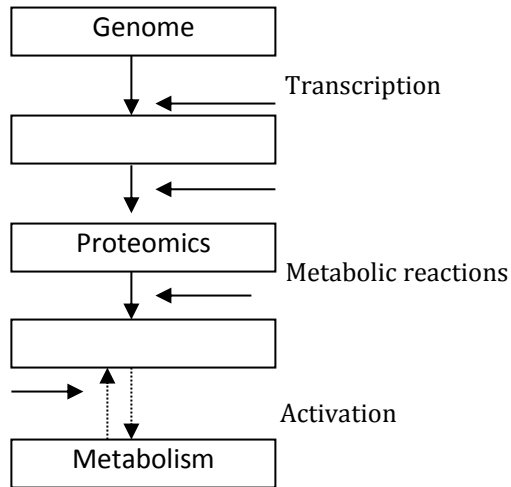 Genome
Transcription
Proteomics
Metabolic reactions
Activation
Metabolism